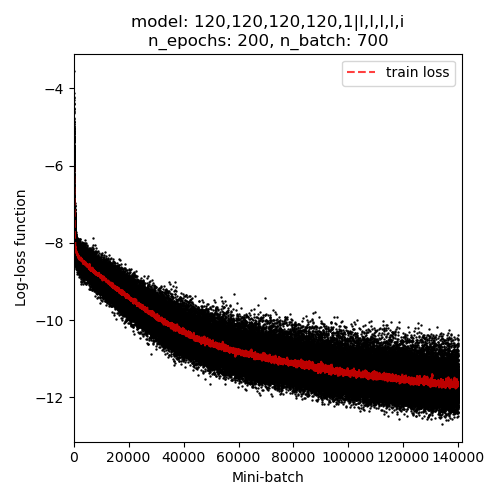 model: 120,120,120,120,1|l,l,l,l,i
n_epochs: 200, n_batch: 700
train loss
Log-loss function
−4
−6
−8
−10
−12
0 20000 40000 60000 80000 100000 120000 140000
Mini-batch